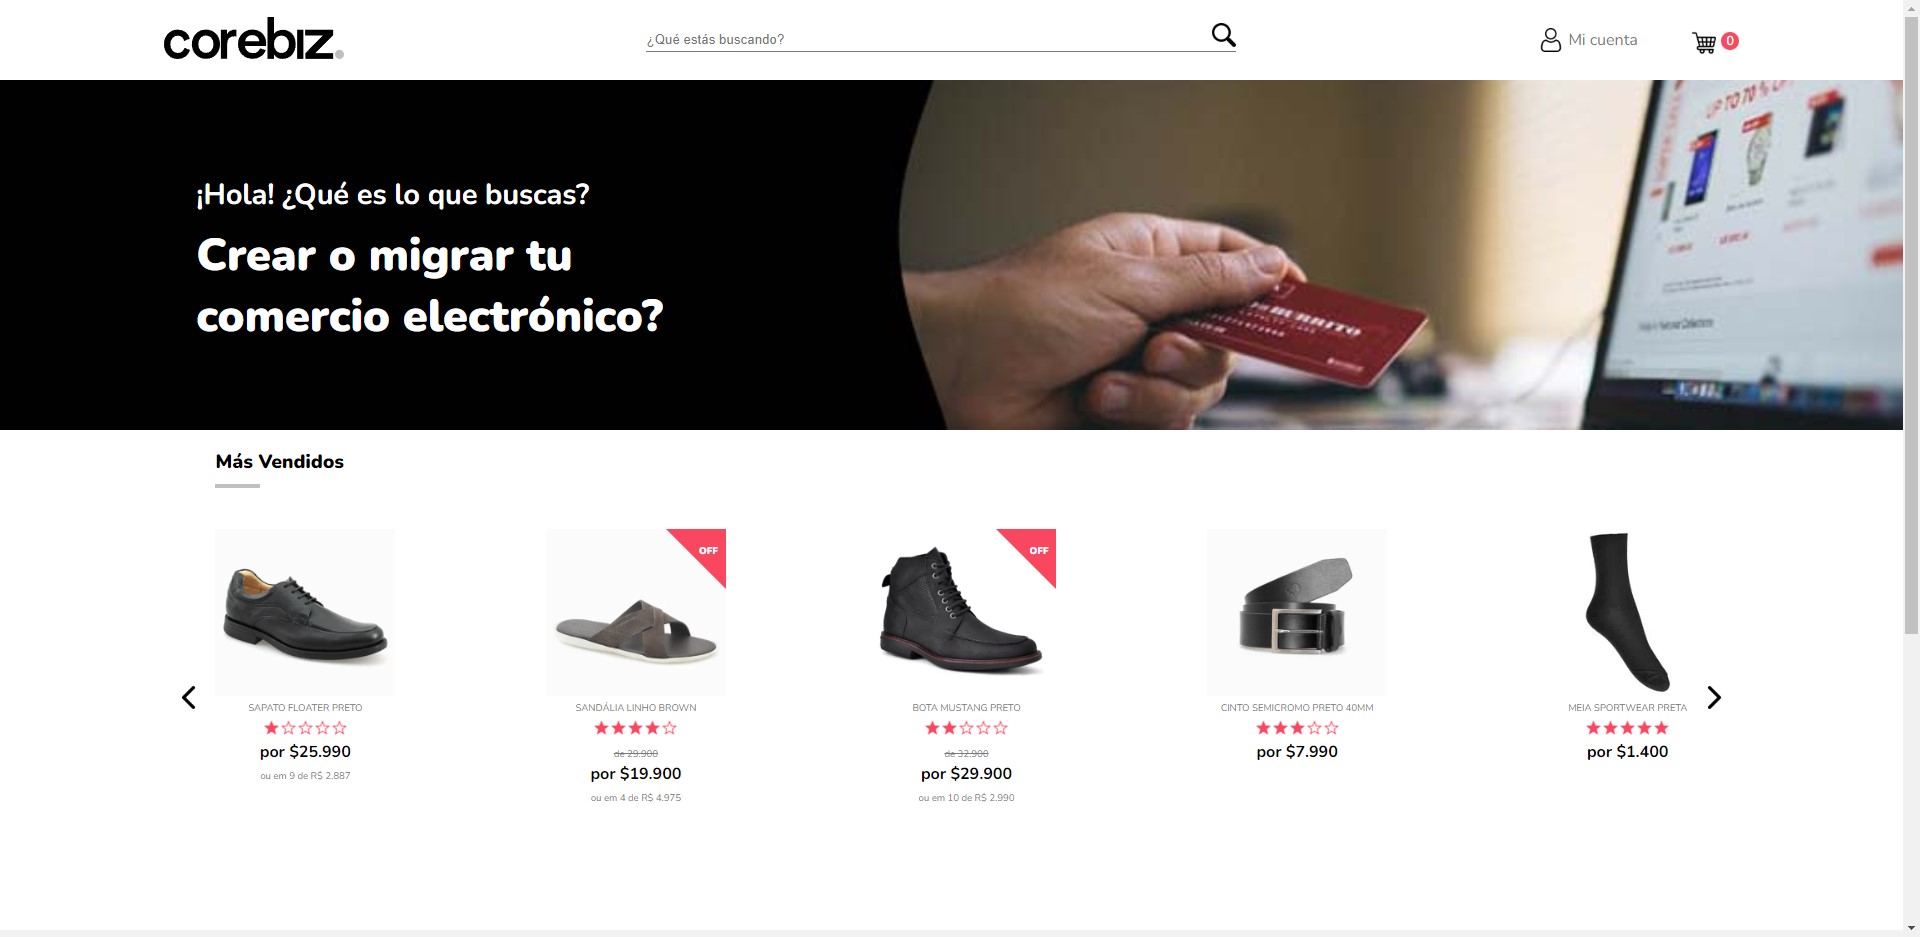 corebiz.
¿Qué estás buscando?
Mi cuenta
0
¡Hola! ¿Qué es lo que buscas?
Crear o migrar tu
comercio electrónico?
UP TO 70 %
BURRITO
Más Vendidos
OFF
OFF
SAPATO FLOATER PRETO
por $25.990
ou em 9 de R$ 2.887
SANDÁLIA LINHO BROWN
de 29.900
por $19.900
ou em 4 de R$ 4.975
BOTA MUSTANG PRETO
de 32.900
por $29.900
ou em 10 de R$ 2.990
CINTO SEMICROMO PRETO 40MM
por $7.990
MEIA SPORTWEAR PRETA
por $1.400